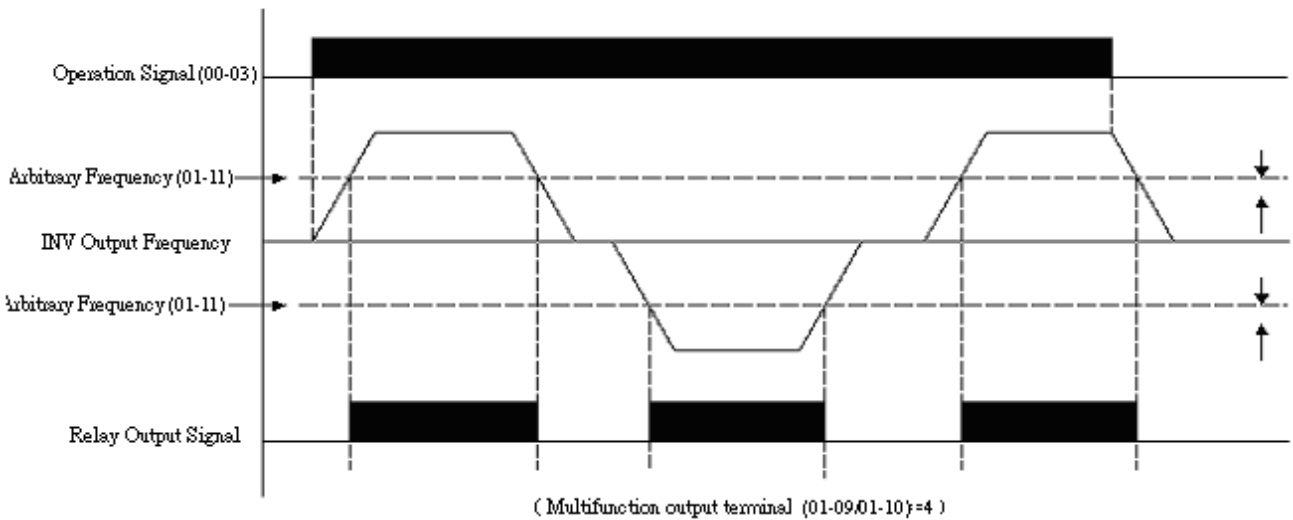 Operation Signal (00-03)
Arbitrary Frequency (01-11)
INV Output Frequency
Arbitrary Frequency (01-11)
Relay Output Signal
( Multifunction output terminal (01-09/01-10)=4 )